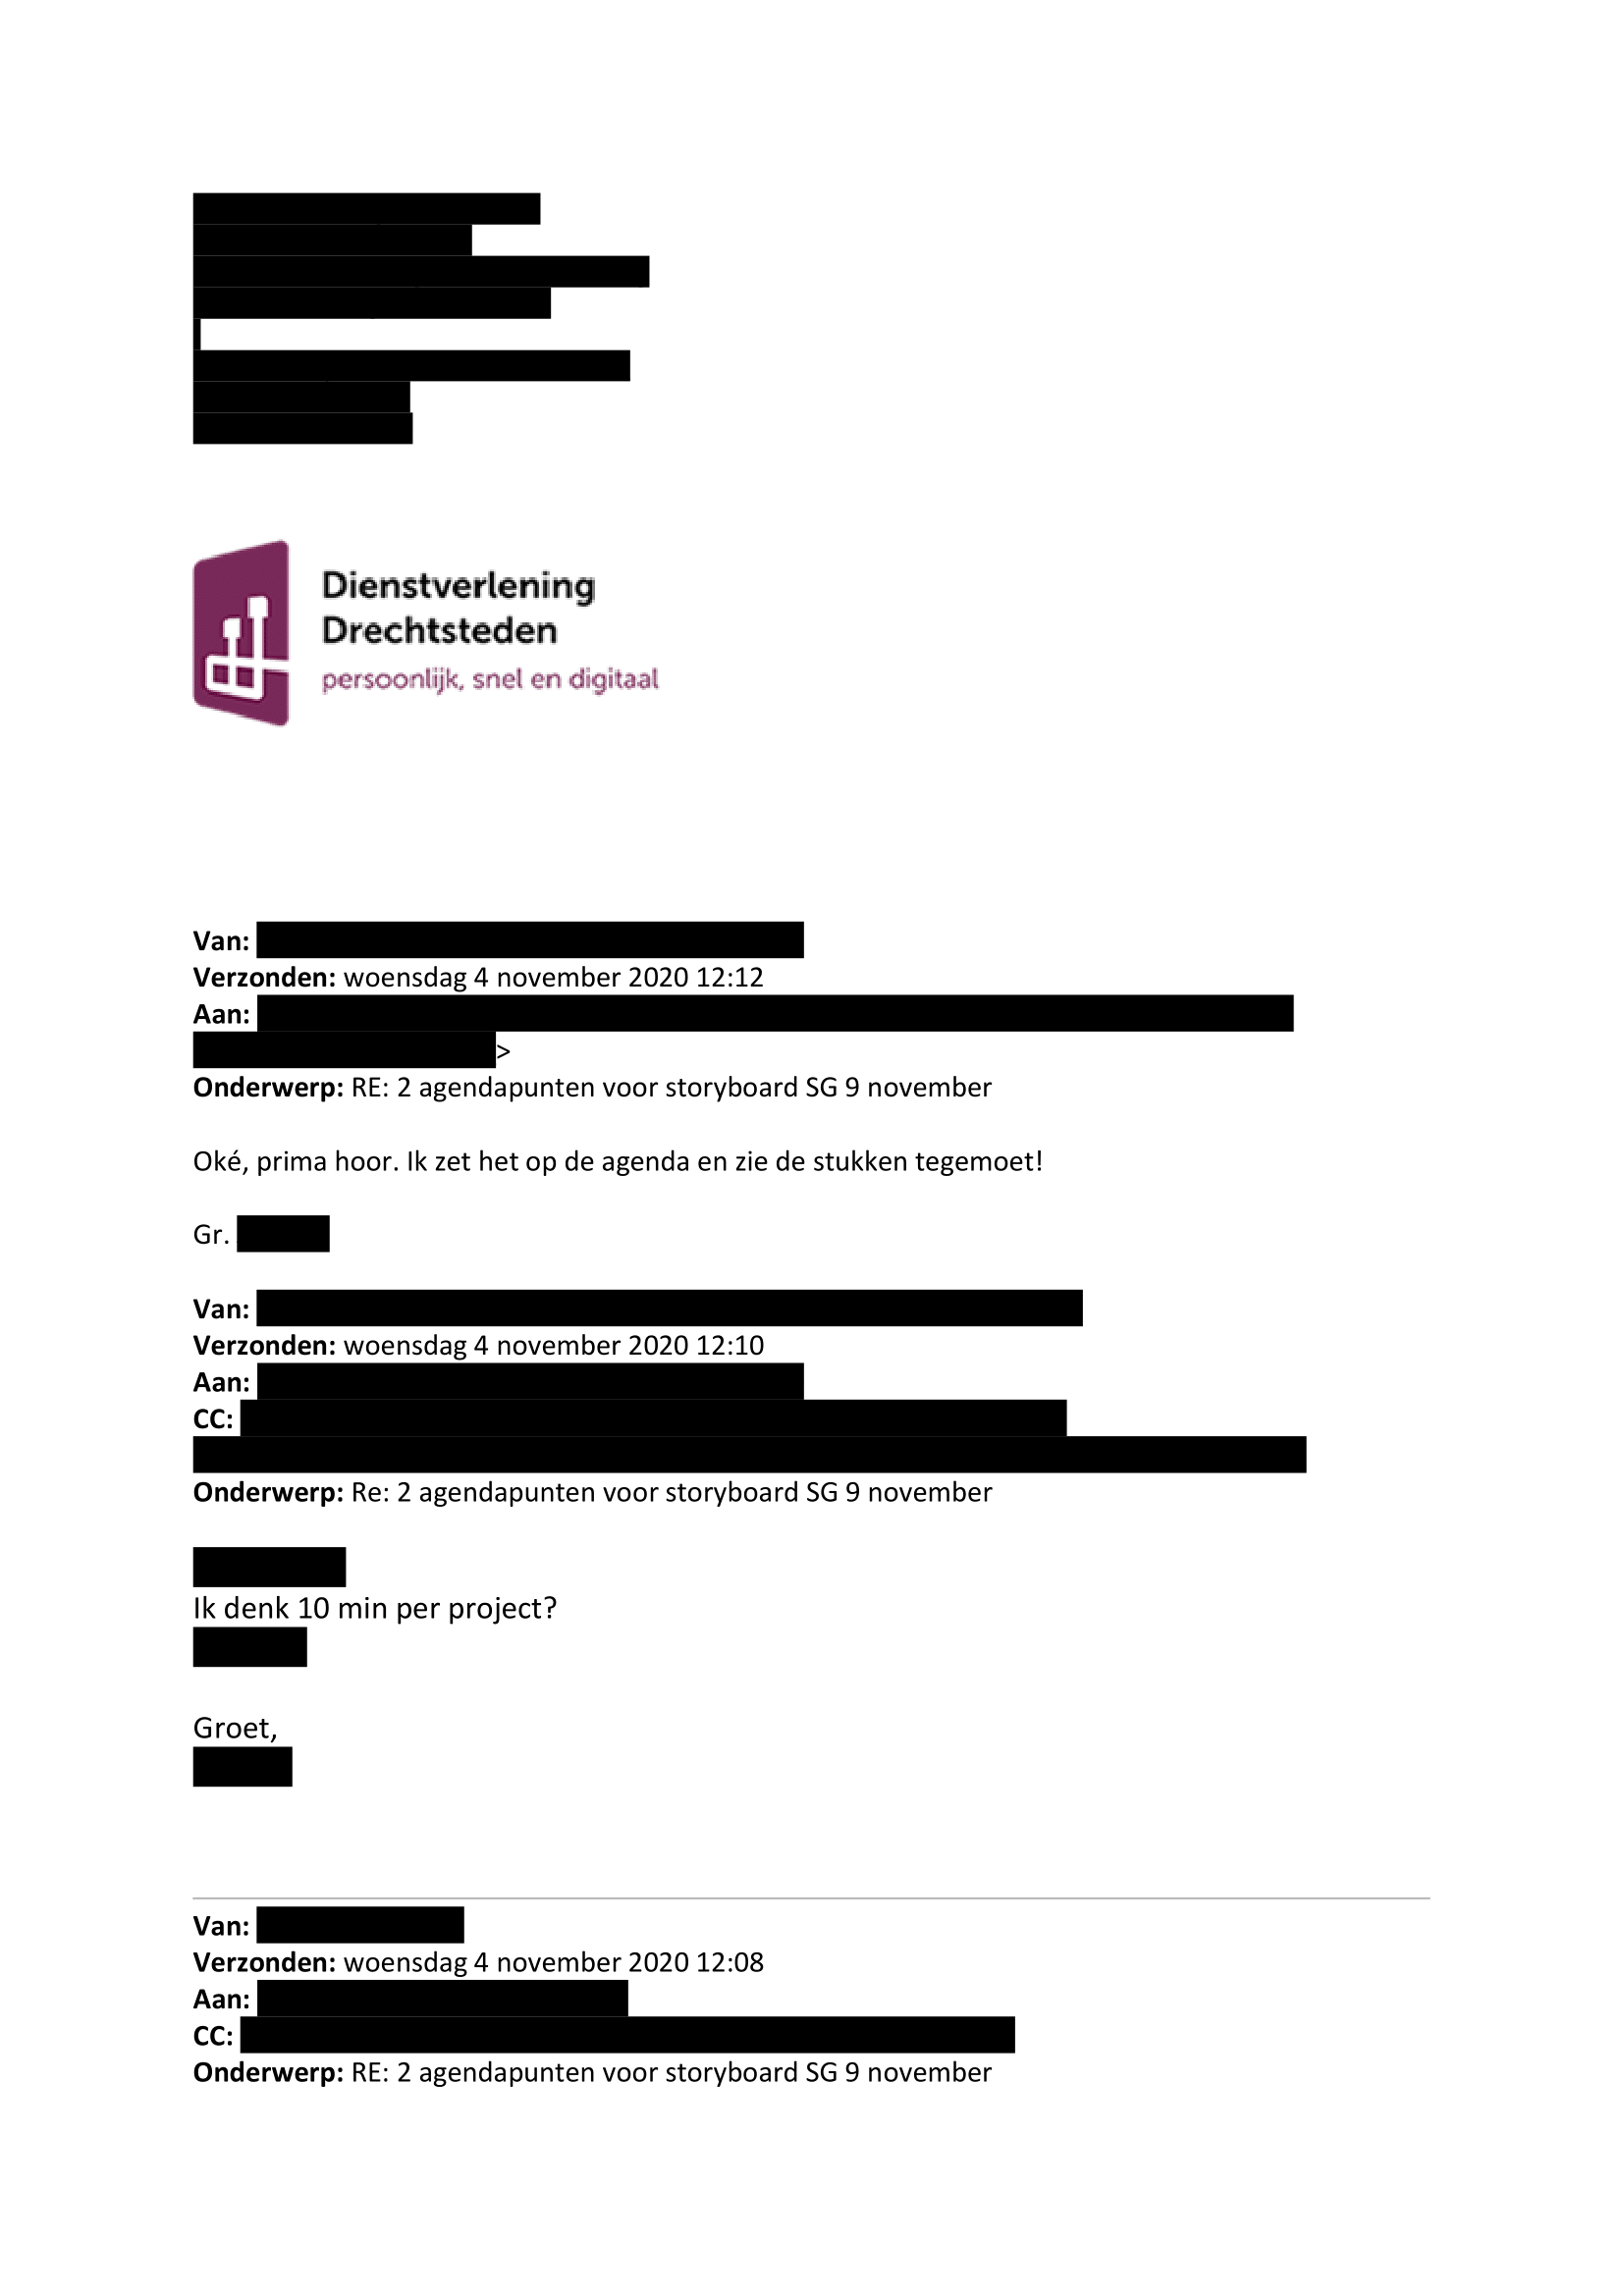 Dienstverlening
Drechtsteden
persoonlijk, snel en digitaal
Van:
Verzonden: woensdag 4 november 2020 12:12
Aan:
>
Onderwerp: RE: 2 agendapunten voor storyboard SG 9 november
Oké, prima hoor. Ik zet het op de agenda en zie de stukken tegemoet!
Gr.
Van:
Verzonden: woensdag 4 november 2020 12:10
Aan:
CC:
Onderwerp: Re: 2 agendapunten voor storyboard SG 9 november
Ik denk 10 min per project?
Groet,
Van:
Verzonden: woensdag 4 november 2020 12:08
Aan:
CC:
Onderwerp: RE: 2 agendapunten voor storyboard SG 9 november